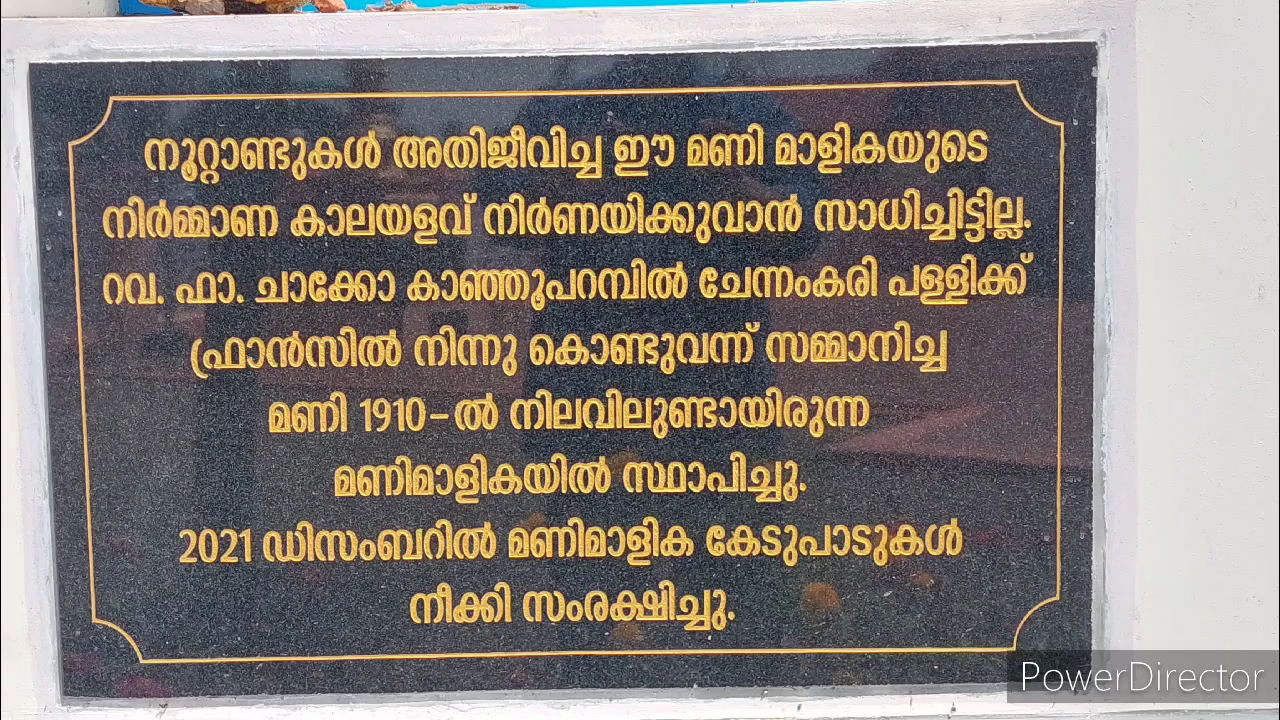 നൂറ്റാണ്ടുകൾ അതിജീവിച്ച ഈ മണി മാളികയുടെ
നിർമ്മാണ കാലയളവ് നിർണയിക്കുവാൻ സാധിച്ചിട്ടില്ല.
റവ. ഫാ. ചാക്കോ കാഞ്ഞൂപറമ്പിൽ ചേന്നംകരി പള്ളിക്ക്
ഫ്രാൻസിൽ നിന്നു കൊണ്ടുവന്ന് സമ്മാനിച്ച
മണി 1910-ൽ നിലവിലുണ്ടായിരുന്ന
മണിമാളികയിൽ സ്ഥാപിച്ചു.
2021 ഡിസംബറിൽ മണിമാളിക കേടുപാടുകൾ
നീക്കി സംരക്ഷിച്ചു.
PowerDirector